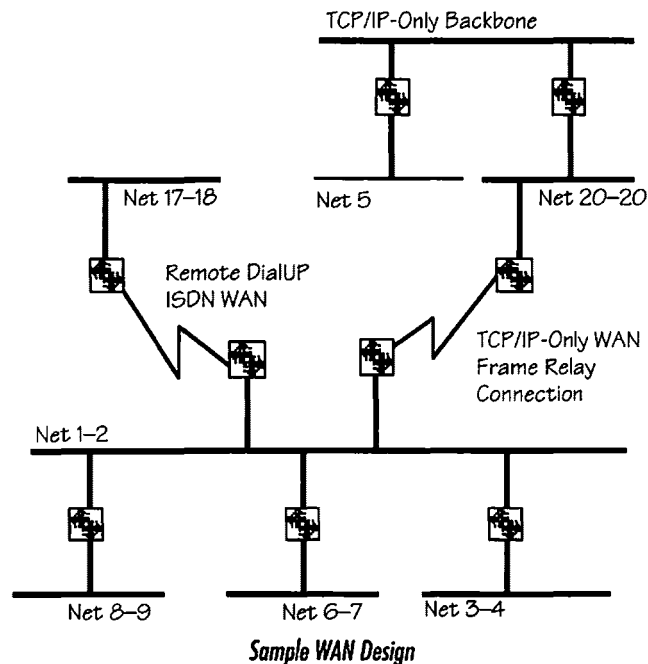 TCP/IP-Only Backbone
Net 17–18
Net 5
Net 20–20
Remote DialUP
ISDN WAN
TCP/IP-Only WAN
Frame Relay
Connection
Net 1–2
Net 8–9
Net 6–7
Net 3–4
Sample WAN Design